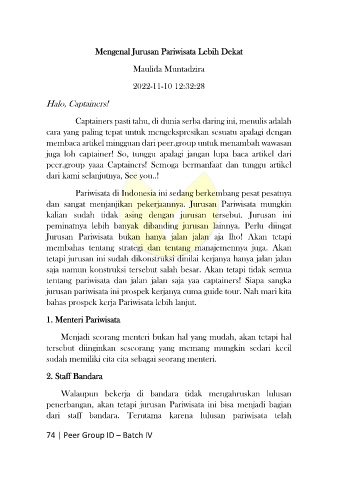 Mengenal Jurusan Pariwisata Lebih Dekat
Maulida Muntadzira
2022-11-10 12:32:28
Halo, Captainers!
Captainers pasti tahu, di dunia serba daring ini, menulis adalah
cara yang paling tepat untuk mengekspresikan sesuatu apalagi dengan
membaca artikel mingguan dari peer.group untuk menambah wawasan
juga loh captainer! So, tunggu apalagi jangan lupa baca artikel dari
peer.group yaaa Captainers! Semoga bermanfaat dan tunggu artikel
dari kami selanjutnya, See you..!
Pariwisata di Indonesia ini sedang berkembang pesat pesatnya
dan sangat menjanjikan pekerjaannya. Jurusan Pariwisata mungkin
kalian sudah tidak asing dengan jurusan tersebut. Jurusan ini
peminatnya lebih banyak dibanding jurusan lainnya. Perlu diingat
Jurusan Pariwisata bukan hanya jalan jalan aja lho! Akan tetapi
membahas tentang strategi dan tentang manajemennya juga. Akan
tetapi jurusan ini sudah dikonstruksi dinilai kerjanya hanya jalan jalan
saja namun konstruksi tersebut salah besar. Akan tetapi tidak semua
tentang pariwisata dan jalan jalan saja yaa captainers! Siapa sangka
jurusan pariwisata ini prospek kerjanya cuma guide tour. Nah mari kita
bahas prospek kerja Pariwisata lebih lanjut.
1. Menteri Pariwisata
Menjadi seorang menteri bukan hal yang mudah, akan tetapi hal
tersebut diinginkan seseorang yang memang mungkin sedari kecil
sudah memiliki cita cita sebagai seorang menteri.
2. Staff Bandara
Walaupun bekerja di bandara tidak mengahruskan lulusan
penerbangan, akan tetapi jurusan Pariwisata ini bisa menjadi bagian
dari staff bandara. Terutama karena lulusan pariwisata telah
74 | Peer Group ID – Batch IV